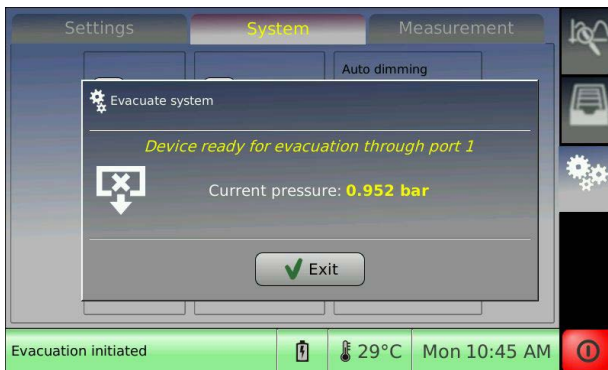 Settings
System
Measurement
Auto dimming
Evacuate system
Device ready for evacuation through port 1
Current pressure: 0.952 bar
Exit
Evacuation initiated
29°C
Mon 10:45 AM